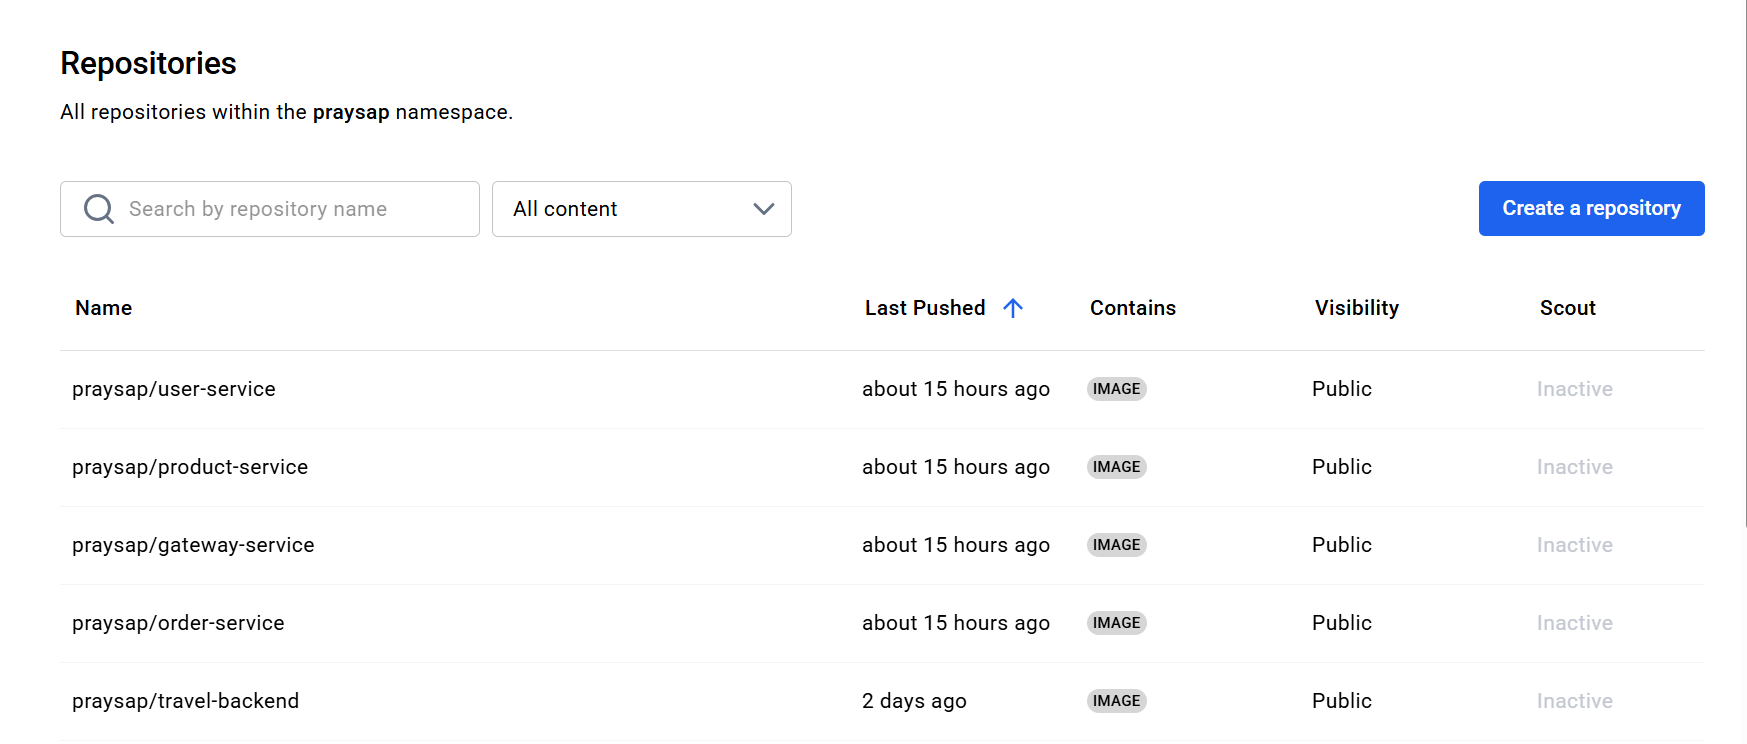 Repositories
All repositories within the praysap namespace.
Search by repository name
All content
Create a repository
Name Last Pushed Contains Visibility Scout
praysap/user-service about 15 hours ago IMAGE Public Inactive
praysap/product-service about 15 hours ago IMAGE Public Inactive
praysap/gateway-service about 15 hours ago IMAGE Public Inactive
praysap/order-service about 15 hours ago IMAGE Public Inactive
praysap/travel-backend 2 days ago IMAGE Public Inactive